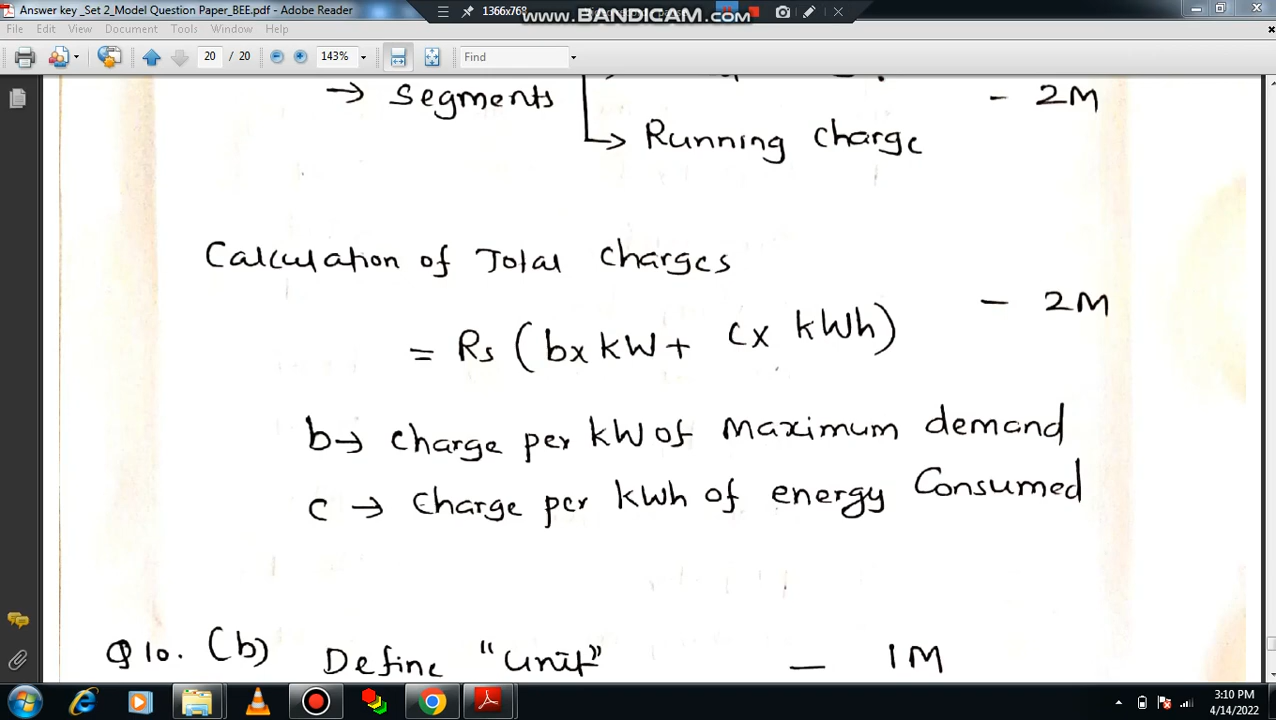 Answer key _Set 2_Model Question Paper_BEE.pdf - Adobe Reader
1366x768
www.BANDICAM.com
File Edit View Document Tools Window Help
20 / 20 143% Find
→ Segments - 2M
→ Running charge
Calculation of Total charges
= Rs (b x kW + c x kWh) - 2M
b → charge per kW of maximum demand
c → charge per kWh of energy Consumed
Q10. (b) Define "unit" - 1M
3:10 PM
4/14/2022